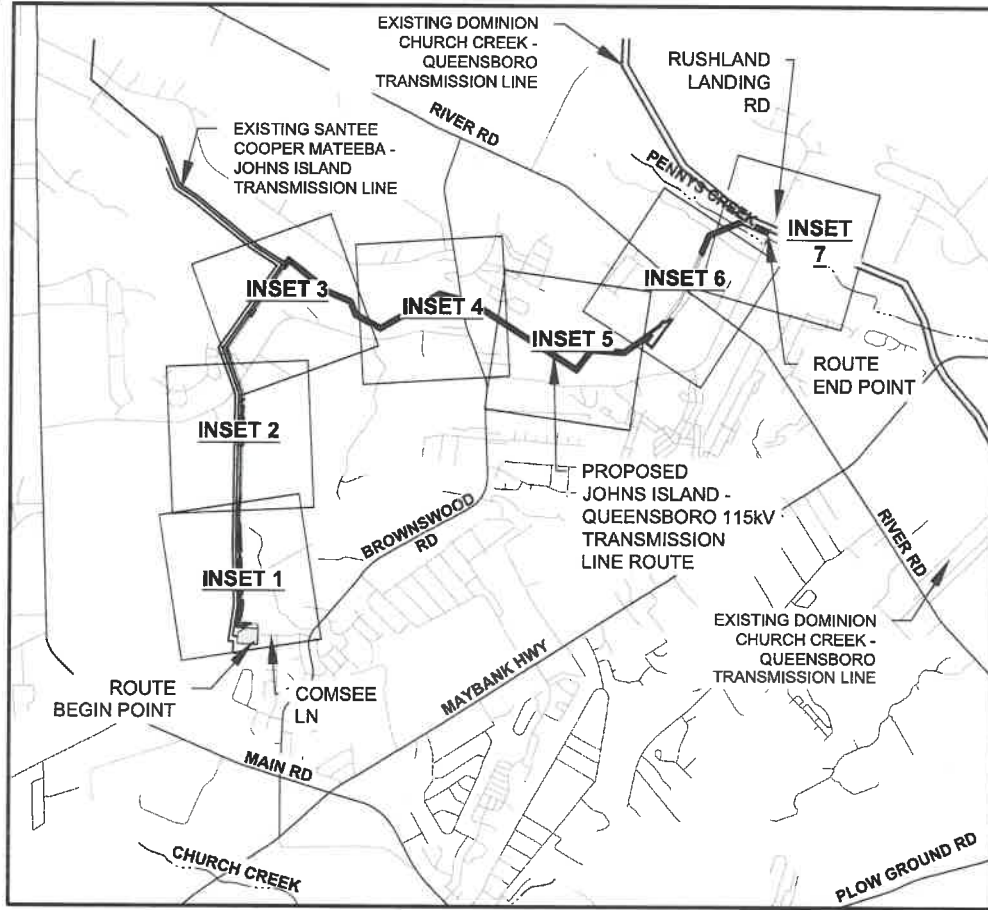 EXISTING DOMINION
CHURCH CREEK -
QUEENSBORO
TRANSMISSION LINE
RUSHLAND
LANDING
RD
RIVER RD
EXISTING SANTEE
COOPER MATEEBA -
JOHNS ISLAND
TRANSMISSION LINE
PENNYS CREEK
INSET
7
INSET 6
INSET 3
INSET 4
INSET 5
ROUTE
END POINT
INSET 2
PROPOSED
JOHNS ISLAND -
QUEENSBORO 115kV
TRANSMISSION
LINE ROUTE
BROWNSWOOD
RD
RIVER RD
INSET 1
EXISTING DOMINION
CHURCH CREEK -
QUEENSBORO
TRANSMISSION LINE
ROUTE
BEGIN POINT
COMSEE
LN
MAYBANK HWY
MAIN RD
CHURCH CREEK
PLOW GROUND RD